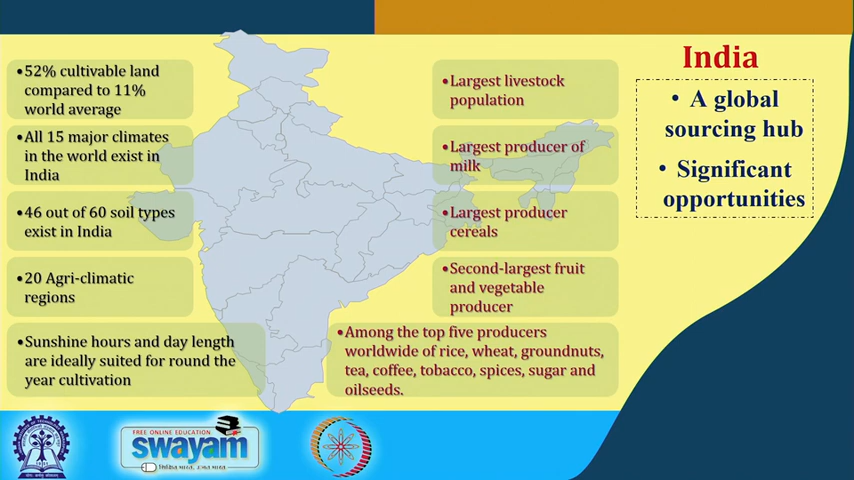 •52% cultivable land
compared to 11%
world average
•All 15 major climates
in the world exist in
India
•46 out of 60 soil types
exist in India
•20 Agri-climatic
regions
•Sunshine hours and day length
are ideally suited for round the
year cultivation
•Largest livestock
population
•Largest producer of
milk
•Largest producer
cereals
•Second-largest fruit
and vegetable
producer
•Among the top five producers
worldwide of rice, wheat, groundnuts,
tea, coffee, tobacco, spices, sugar and
oilseeds.
India
• A global
sourcing hub
• Significant
opportunities
FREE ONLINE EDUCATION
swayam